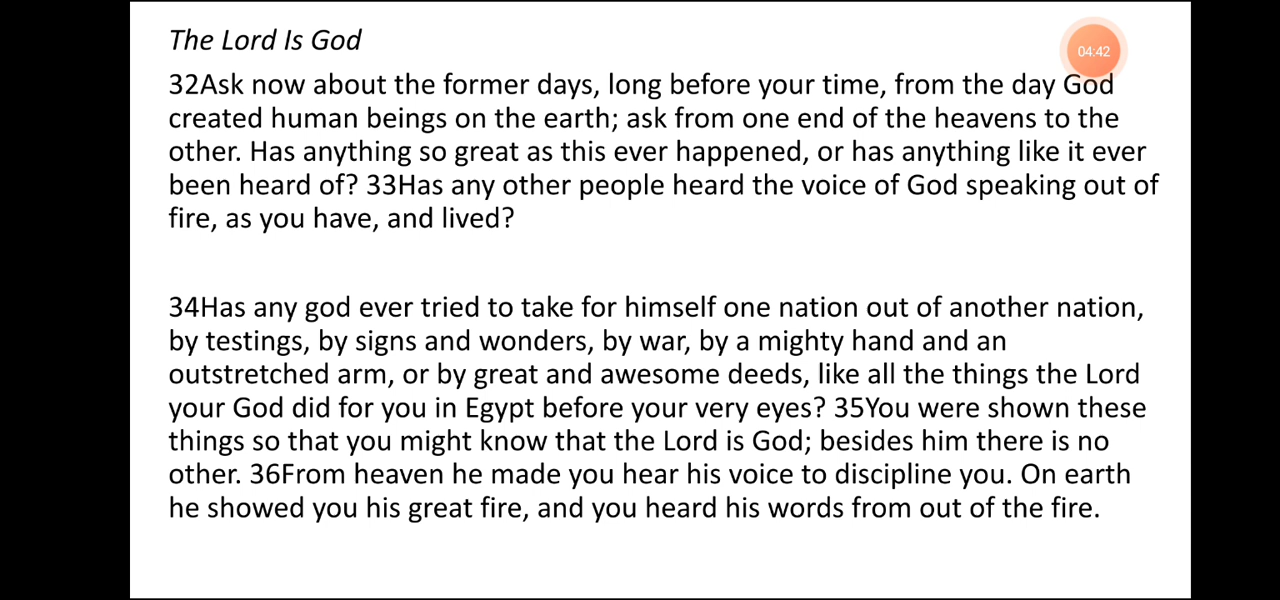 The Lord Is God
04:42
32Ask now about the former days, long before your time, from the day God
created human beings on the earth; ask from one end of the heavens to the
other. Has anything so great as this ever happened, or has anything like it ever
been heard of? 33Has any other people heard the voice of God speaking out of
fire, as you have, and lived?
34Has any god ever tried to take for himself one nation out of another nation,
by testings, by signs and wonders, by war, by a mighty hand and an
outstretched arm, or by great and awesome deeds, like all the things the Lord
your God did for you in Egypt before your very eyes? 35You were shown these
things so that you might know that the Lord is God; besides him there is no
other. 36From heaven he made you hear his voice to discipline you. On earth
he showed you his great fire, and you heard his words from out of the fire.